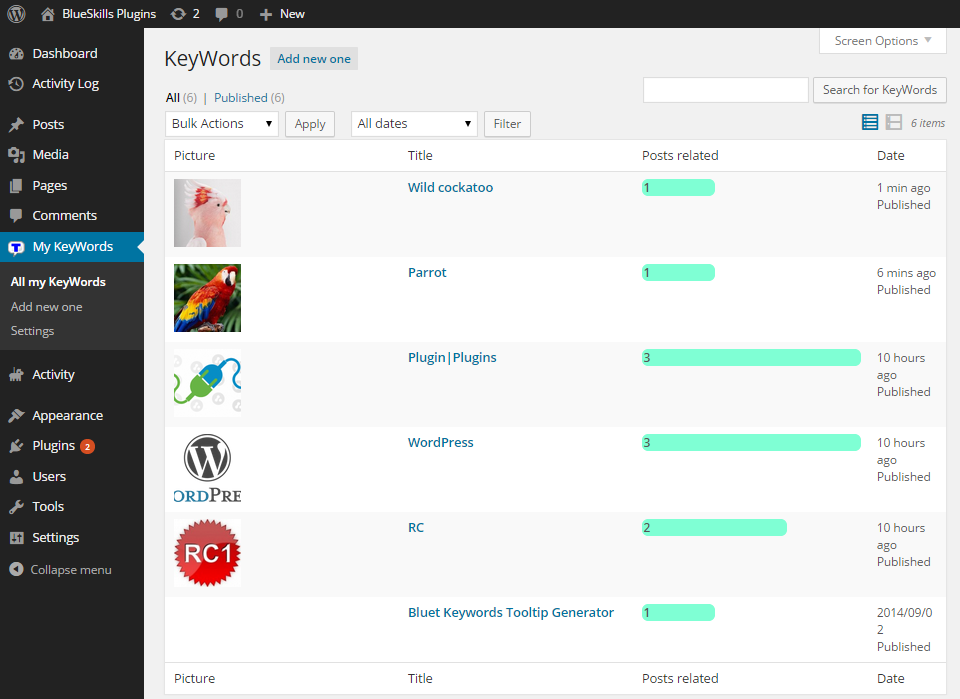 BlueSkills Plugins 2 0 New
Dashboard
Activity Log
Posts
Media
Pages
Comments
T My KeyWords
All my KeyWords
Add new one
Settings
Activity
Appearance
Plugins 2
Users
Tools
Settings
Collapse menu
Screen Options
KeyWords Add new one
All (6) | Published (6)
Search for KeyWords
Bulk Actions Apply All dates Filter 6 items
Picture Title Posts related Date
Wild cockatoo 1 1 min ago
Published
Parrot 1 6 mins ago
Published
Plugin|Plugins 3 10 hours
ago
Published
WordPress 3 10 hours
ago
Published
W
ORDPRE
RC 2 10 hours
ago
Published
RC1
Bluet Keywords Tooltip Generator 1 2014/09/0
2
Published
Picture Title Posts related Date